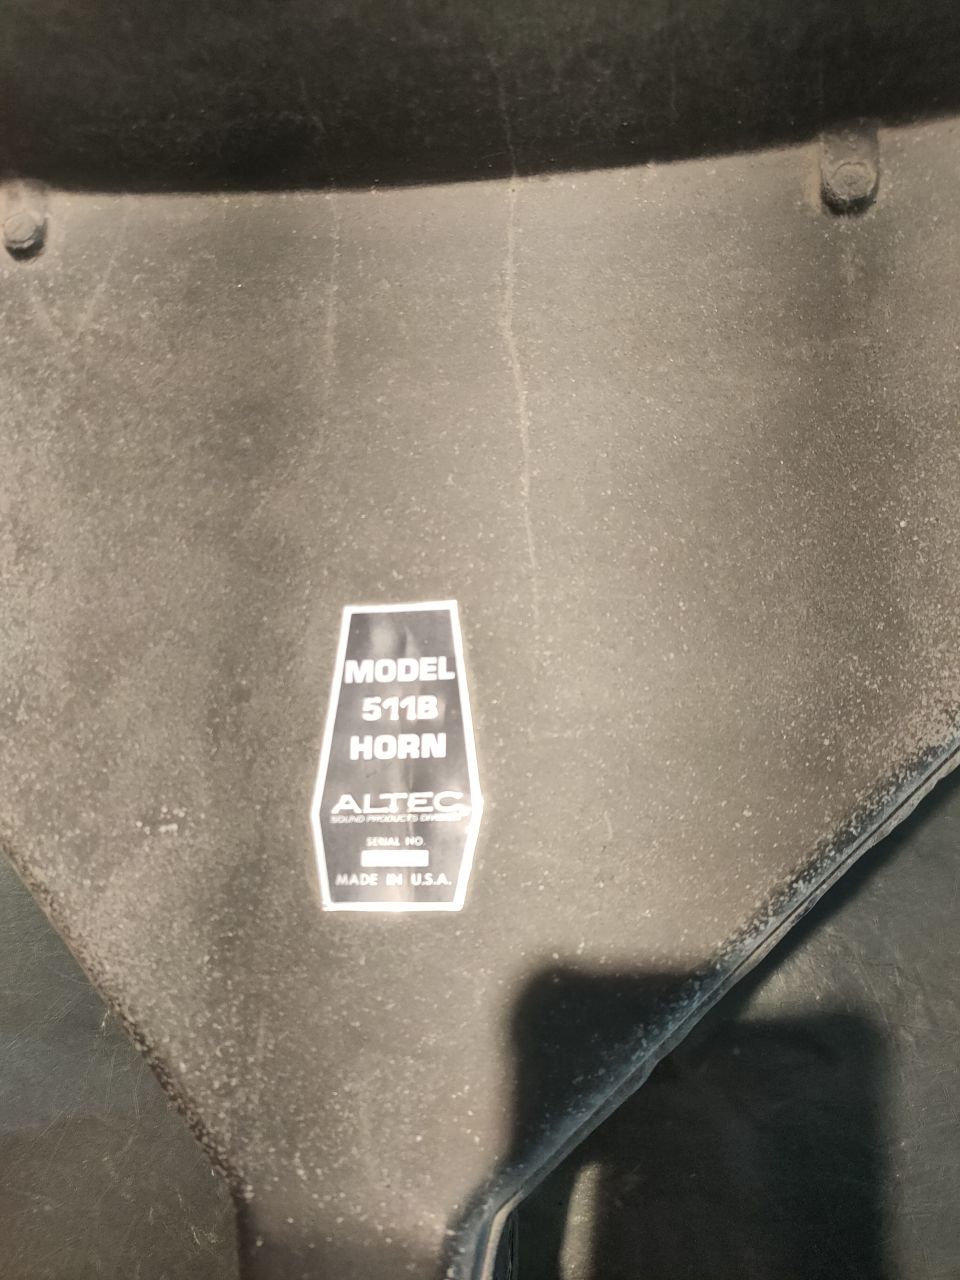 MODEL
511B
HORN
ALTEC
SOUND PRODUCTS DIVISION
SERIAL NO.
MADE IN U.S.A.